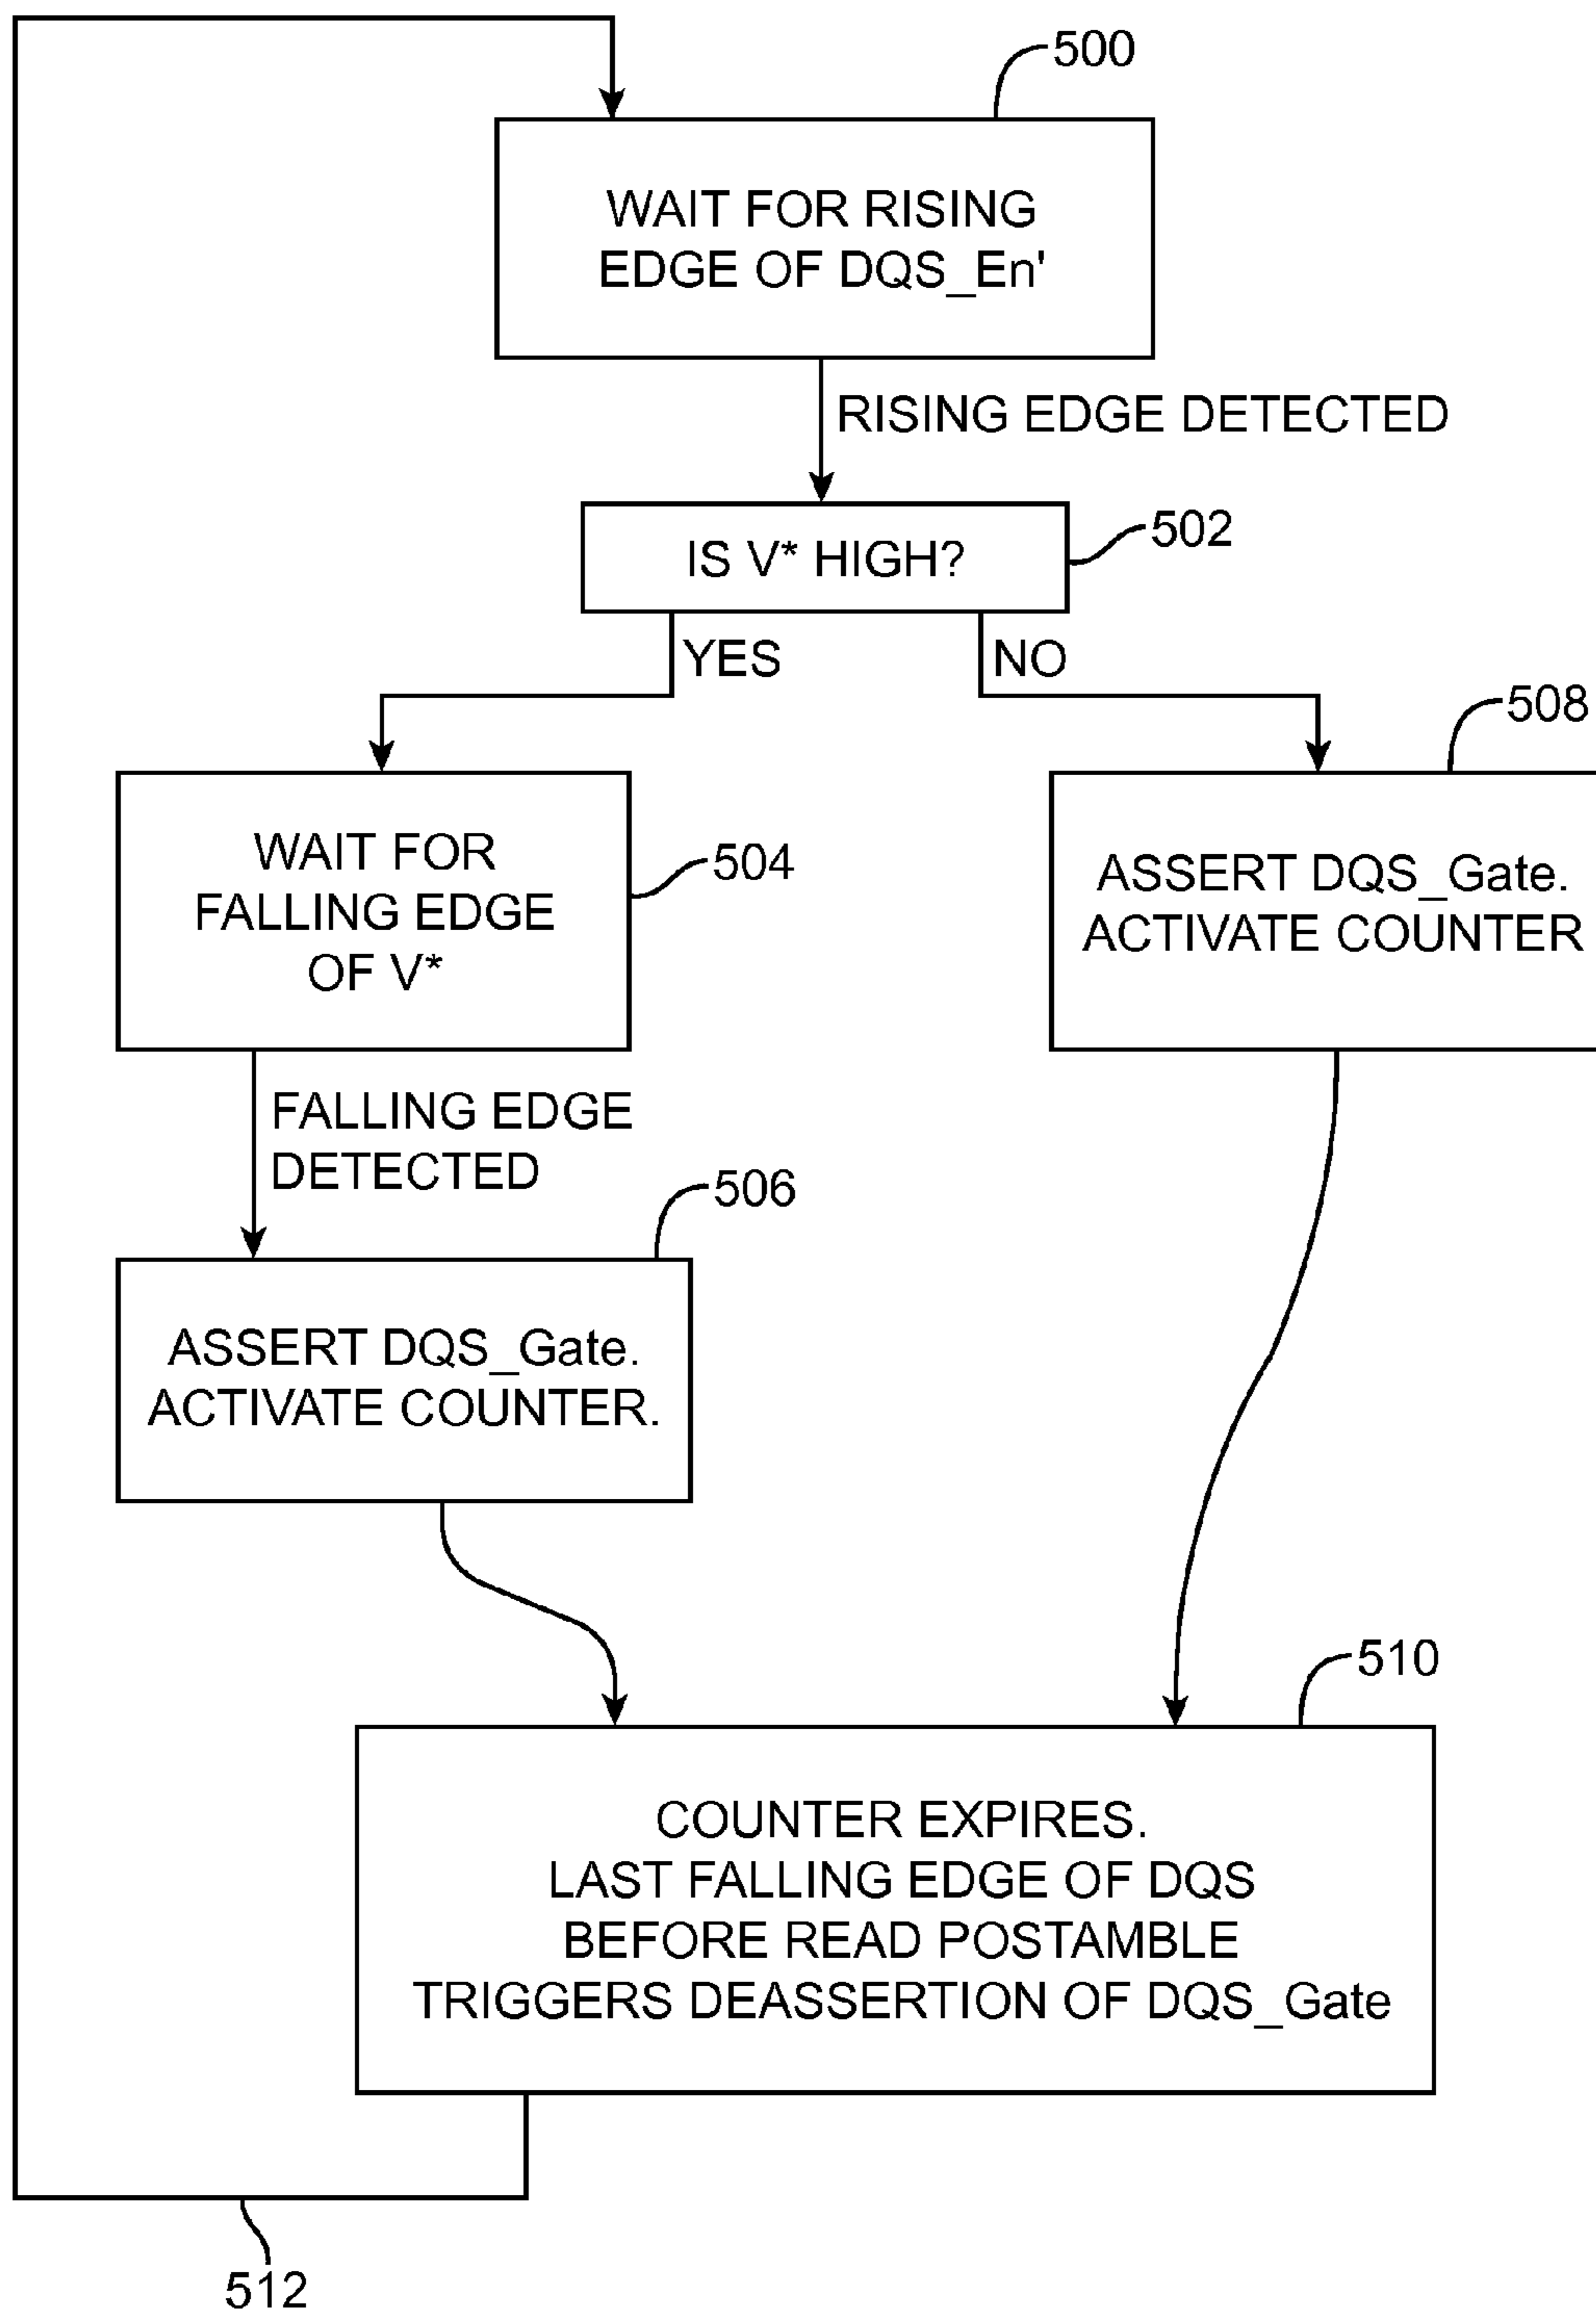 500
WAIT FOR RISING
EDGE OF DQS_En'
RISING EDGE DETECTED
IS V* HIGH?
502
YES
NO
508
WAIT FOR
FALLING EDGE
OF V*
504
ASSERT DQS_Gate.
ACTIVATE COUNTER
FALLING EDGE
DETECTED
506
ASSERT DQS_Gate.
ACTIVATE COUNTER.
510
COUNTER EXPIRES.
LAST FALLING EDGE OF DQS
BEFORE READ POSTAMBLE
TRIGGERS DEASSERTION OF DQS_Gate
512